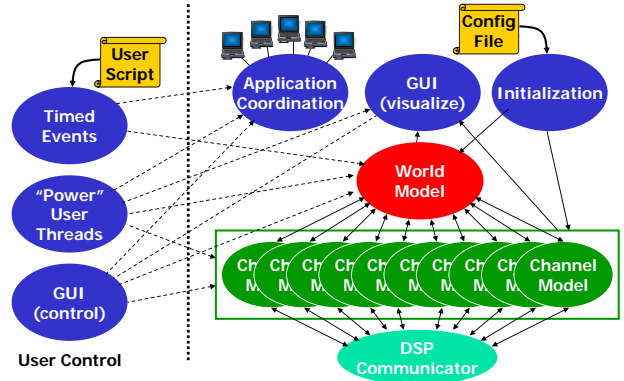 User
Script
Config
File
Application
Coordination
GUI
(visualize)
Initialization
Timed
Events
World
Model
"Power"
User
Threads
Channel
Model
GUI
(control)
DSP
Communicator
User Control